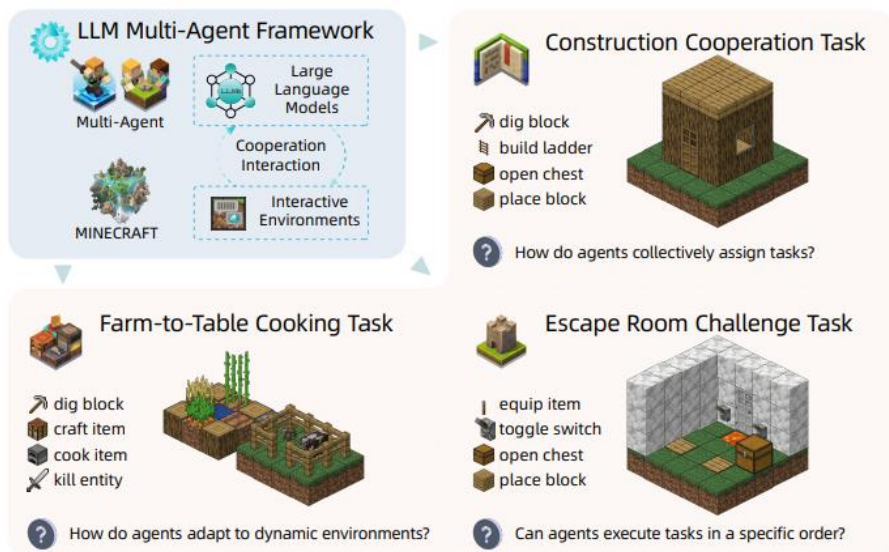 LLM Multi-Agent Framework
Multi-Agent
LLMs
Large
Language
Models
Cooperation
Interaction
MINECRAFT
Interactive
Environments
Construction Cooperation Task
dig block
build ladder
open chest
place block
? How do agents collectively assign tasks?
Farm-to-Table Cooking Task
dig block
craft item
cook item
kill entity
? How do agents adapt to dynamic environments?
Escape Room Challenge Task
equip item
toggle switch
open chest
place block
? Can agents execute tasks in a specific order?